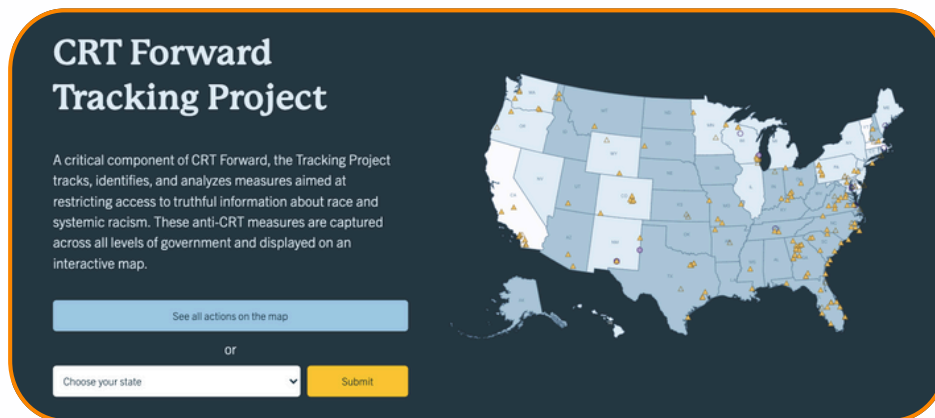 CRT Forward
Tracking Project
A critical component of CRT Forward, the Tracking Project
tracks, identifies, and analyzes measures aimed at
restricting access to truthful information about race and
systemic racism. These anti-CRT measures are captured
across all levels of government and displayed on an
interactive map.
See all actions on the map
or
Choose your state
Submit